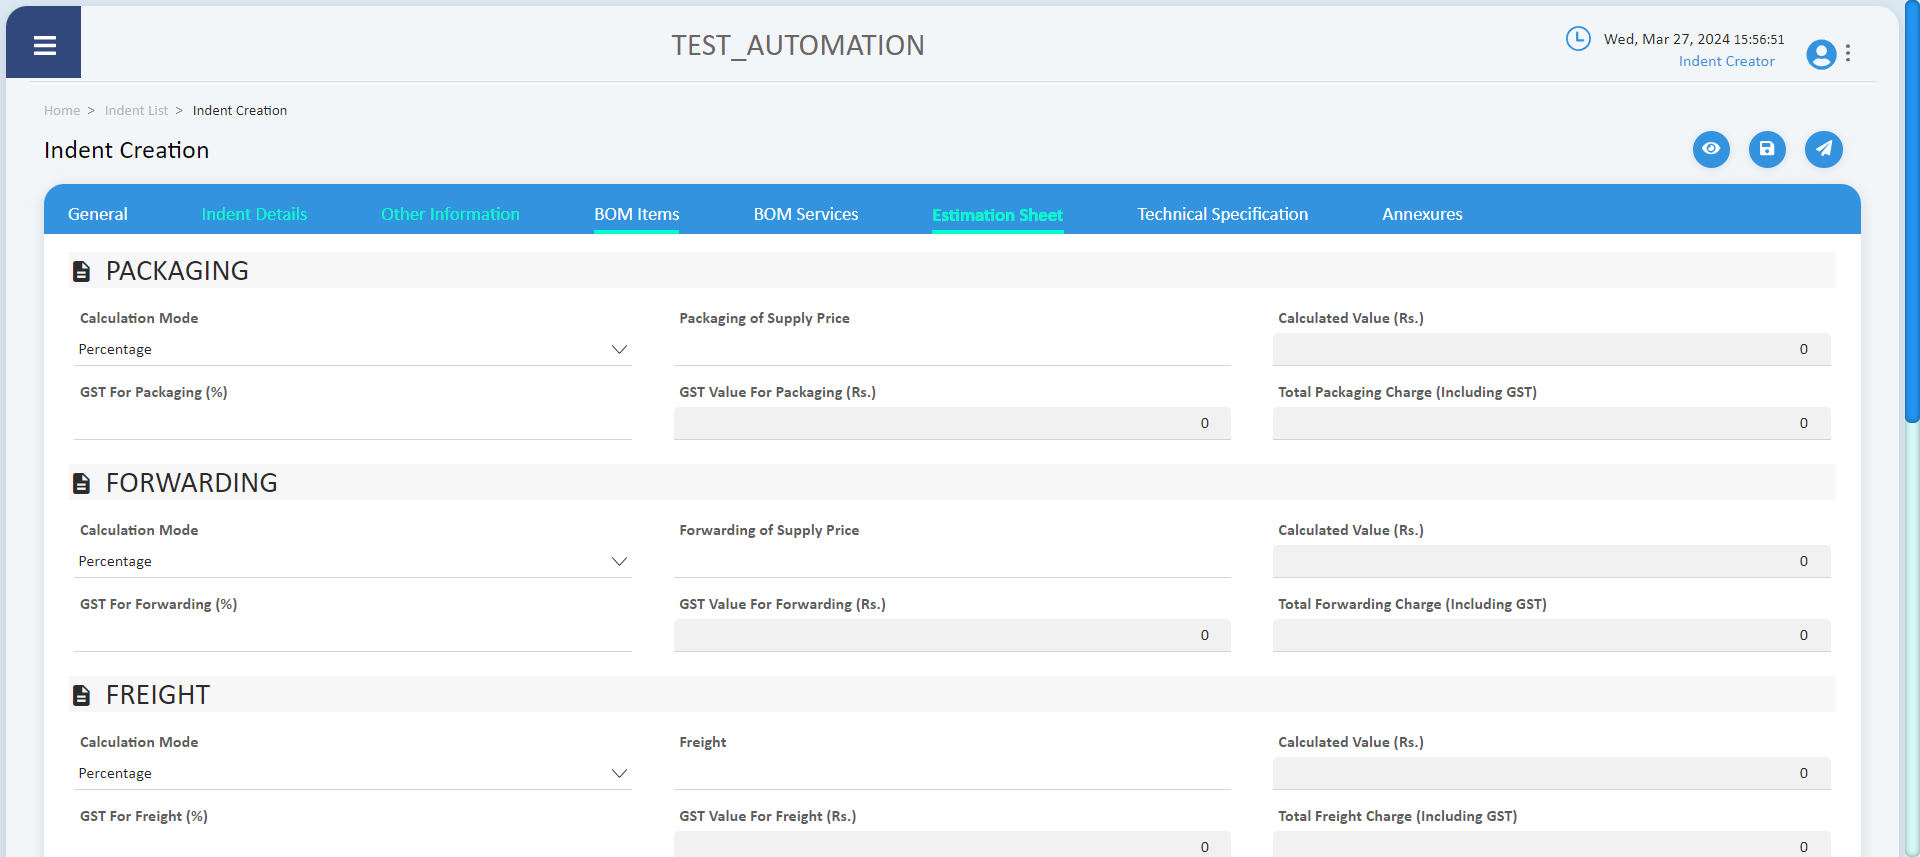 TEST_AUTOMATION
Wed, Mar 27, 2024 15:56:51
Indent Creator
Home > Indent List > Indent Creation
Indent Creation
General Indent Details Other Information BOM Items BOM Services Estimation Sheet Technical Specification Annexures
PACKAGING
Calculation Mode Packaging of Supply Price Calculated Value (Rs.)
Percentage 0
GST For Packaging (%) GST Value For Packaging (Rs.) Total Packaging Charge (Including GST)
0 0
FORWARDING
Calculation Mode Forwarding of Supply Price Calculated Value (Rs.)
Percentage 0
GST For Forwarding (%) GST Value For Forwarding (Rs.) Total Forwarding Charge (Including GST)
0 0
FREIGHT
Calculation Mode Freight Calculated Value (Rs.)
Percentage 0
GST For Freight (%) GST Value For Freight (Rs.) Total Freight Charge (Including GST)
0 0